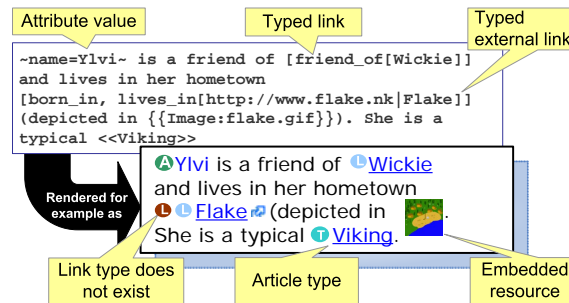 Attribute value
Typed link
Typed
external link
~name=Ylvi~ is a friend of [friend_of[Wickie]]
and lives in her hometown
[born_in, lives_in[http://www.flake.nk|Flake]]
(depicted in {{Image:flake.gif}}). She is a
typical <<Viking>>
Rendered for
example as
A Ylvi is a friend of L Wickie
and lives in her hometown
L L Flake (depicted in .
She is a typical T Viking.
Link type does
not exist
Article type
Embedded
resource